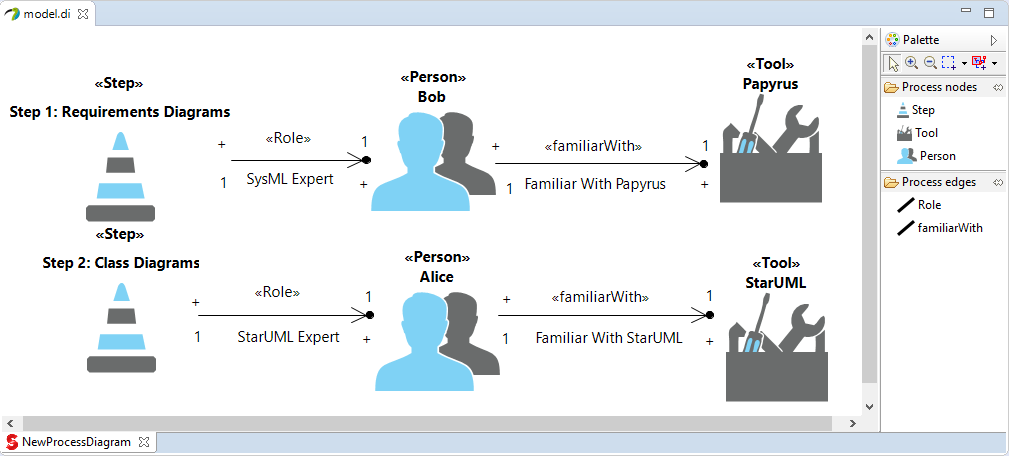 model.di
«Step»
Step 1: Requirements Diagrams
+
«Role»
1
1
SysML Expert
+
«Person»
Bob
+
«familiarWith»
1
1
Familiar With Papyrus
+
«Tool»
Papyrus
«Step»
Step 2: Class Diagrams
+
«Role»
1
1
StarUML Expert
+
«Person»
Alice
+
«familiarWith»
1
1
Familiar With StarUML
+
«Tool»
StarUML
Palette
Process nodes
Step
Tool
Person
Process edges
Role
familiarWith
NewProcessDiagram